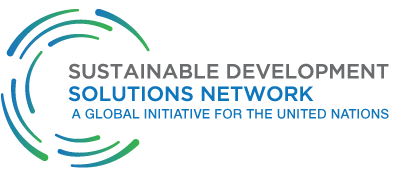 SUSTAINABLE DEVELOPMENT
SOLUTIONS NETWORK
A GLOBAL INITIATIVE FOR THE UNITED NATIONS